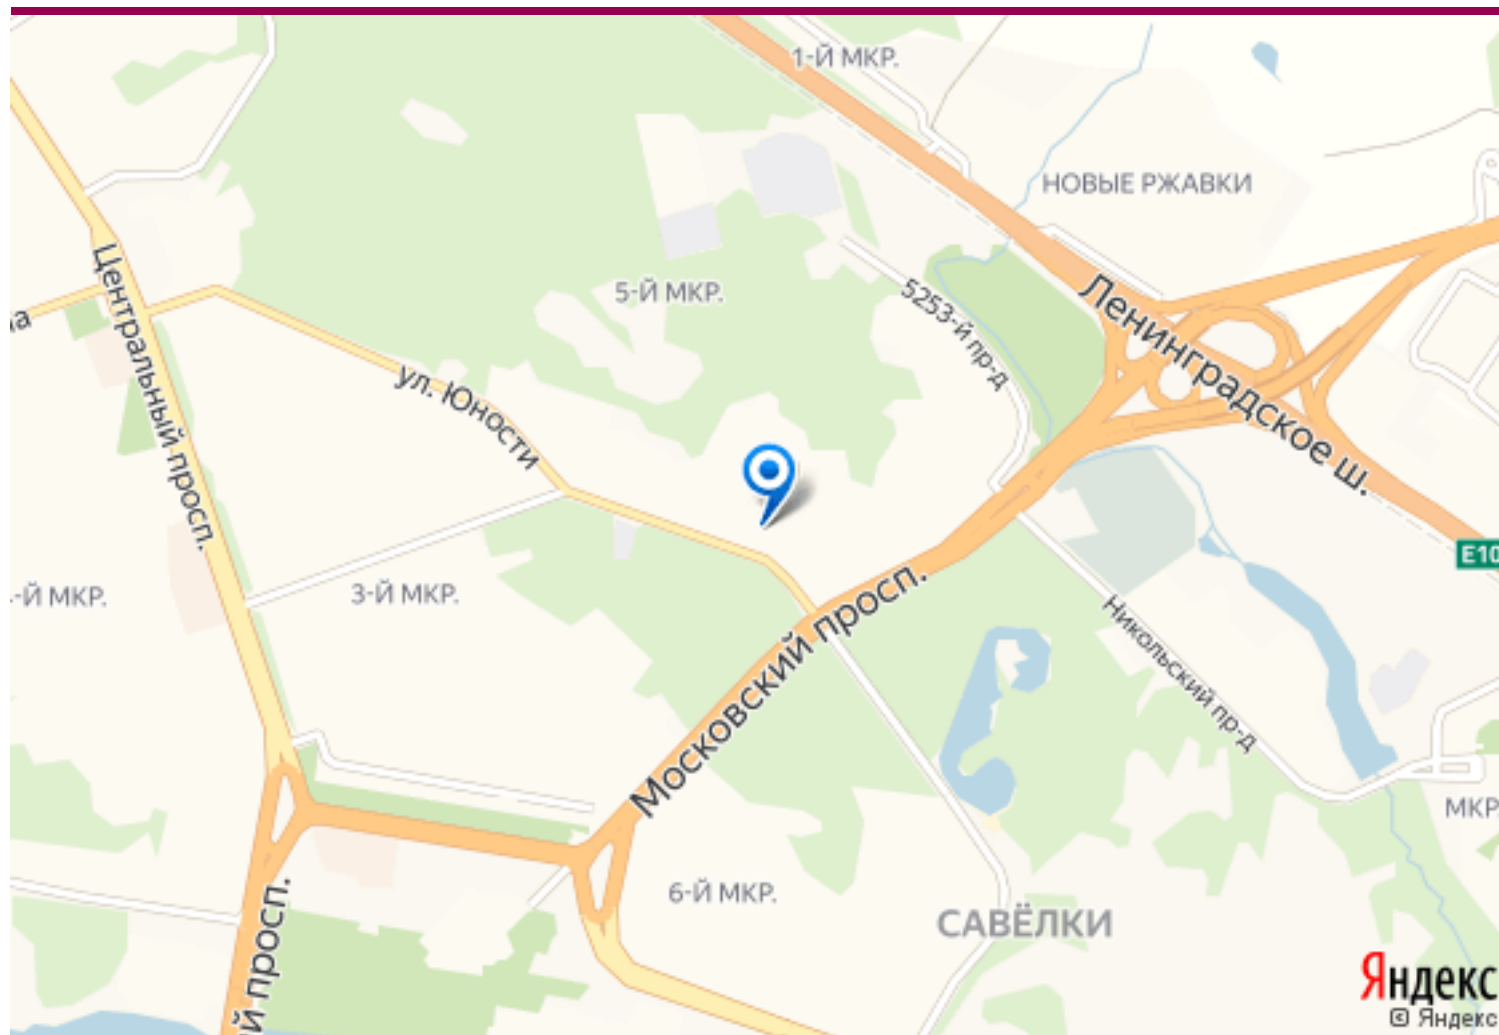 1-Й МКР.
НОВЫЕ РЖАВКИ
5-Й МКР.
5253-й пр-д
Ленинградское ш.
на
Центральный просп.
ул. Юности
E10
3-Й МКР.
-Й МКР.
Московский просп.
Никольский пр-д
МКР.
6-Й МКР.
САВЁЛКИ
й просп.
Яндекс
© Яндекс